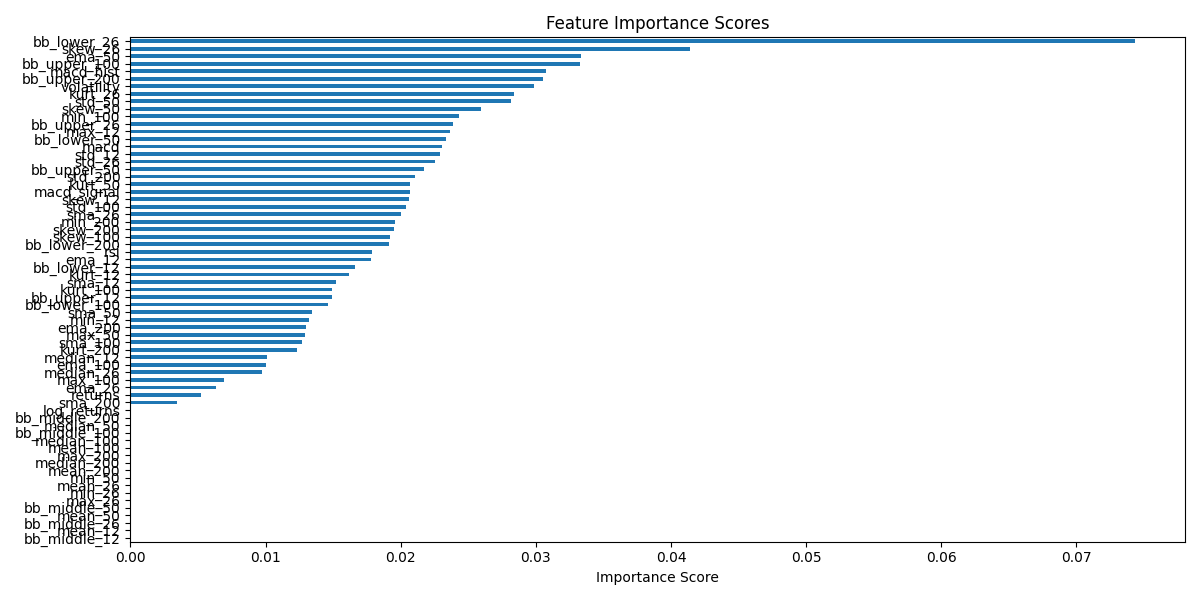 Feature Importance Scores
bb_lower_26
skew_26
ema_50
bb_upper_100
macd_hist
bb_upper_200
volatility
kurt_26
std_50
skew_50
min_100
bb_upper_26
max_12
bb_lower_50
macd
std_12
std_26
bb_upper_50
std_200
kurt_50
macd_signal
skew_12
std_100
sma_26
min_200
skew_200
skew_100
bb_lower_200
rsi
ema_12
bb_lower_12
kurt_12
sma_12
kurt_100
bb_upper_12
bb_lower_100
sma_50
min_12
ema_200
max_50
sma_100
kurt_200
median_12
ema_100
median_26
max_100
ema_26
returns
sma_200
log_returns
bb_middle_200
median_50
bb_middle_100
median_100
mean_100
max_200
median_200
mean_200
min_50
mean_26
min_26
max_26
bb_middle_50
mean_50
bb_middle_26
mean_12
bb_middle_12
0.00 0.01 0.02 0.03 0.04 0.05 0.06 0.07
Importance Score